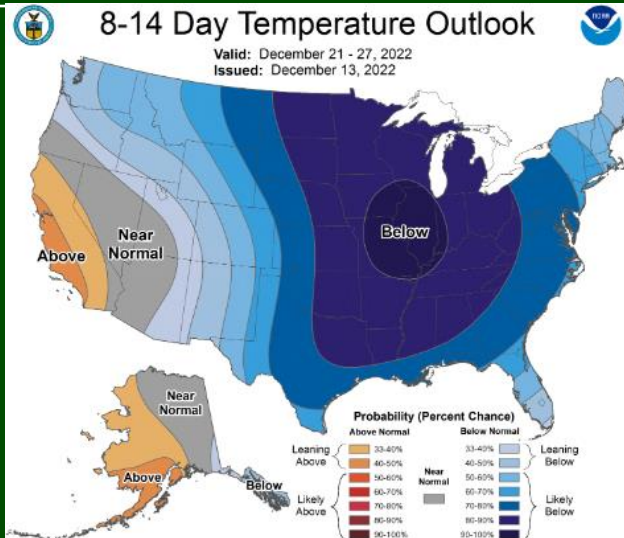 8-14 Day Temperature Outlook
Valid: December 21 - 27, 2022
Issued: December 13, 2022
NOAA
Near
Normal
Above
Below
Near
Normal
Above
Below
Probability (Percent Chance)
Above Normal
Below Normal
Leaning
Above
Likely
Above
33-40%
40-50%
50-60%
60-70%
70-80%
80-90%
90-100%
Near
Normal
33-40%
40-50%
50-60%
60-70%
70-80%
80-90%
90-100%
Leaning
Below
Likely
Below